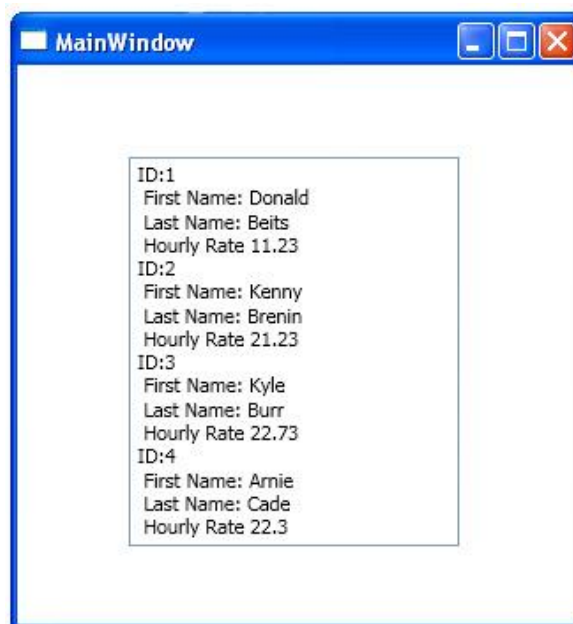 MainWindow
ID:1
First Name: Donald
Last Name: Beits
Hourly Rate 11.23
ID:2
First Name: Kenny
Last Name: Brenin
Hourly Rate 21.23
ID:3
First Name: Kyle
Last Name: Burr
Hourly Rate 22.73
ID:4
First Name: Arnie
Last Name: Cade
Hourly Rate 22.3